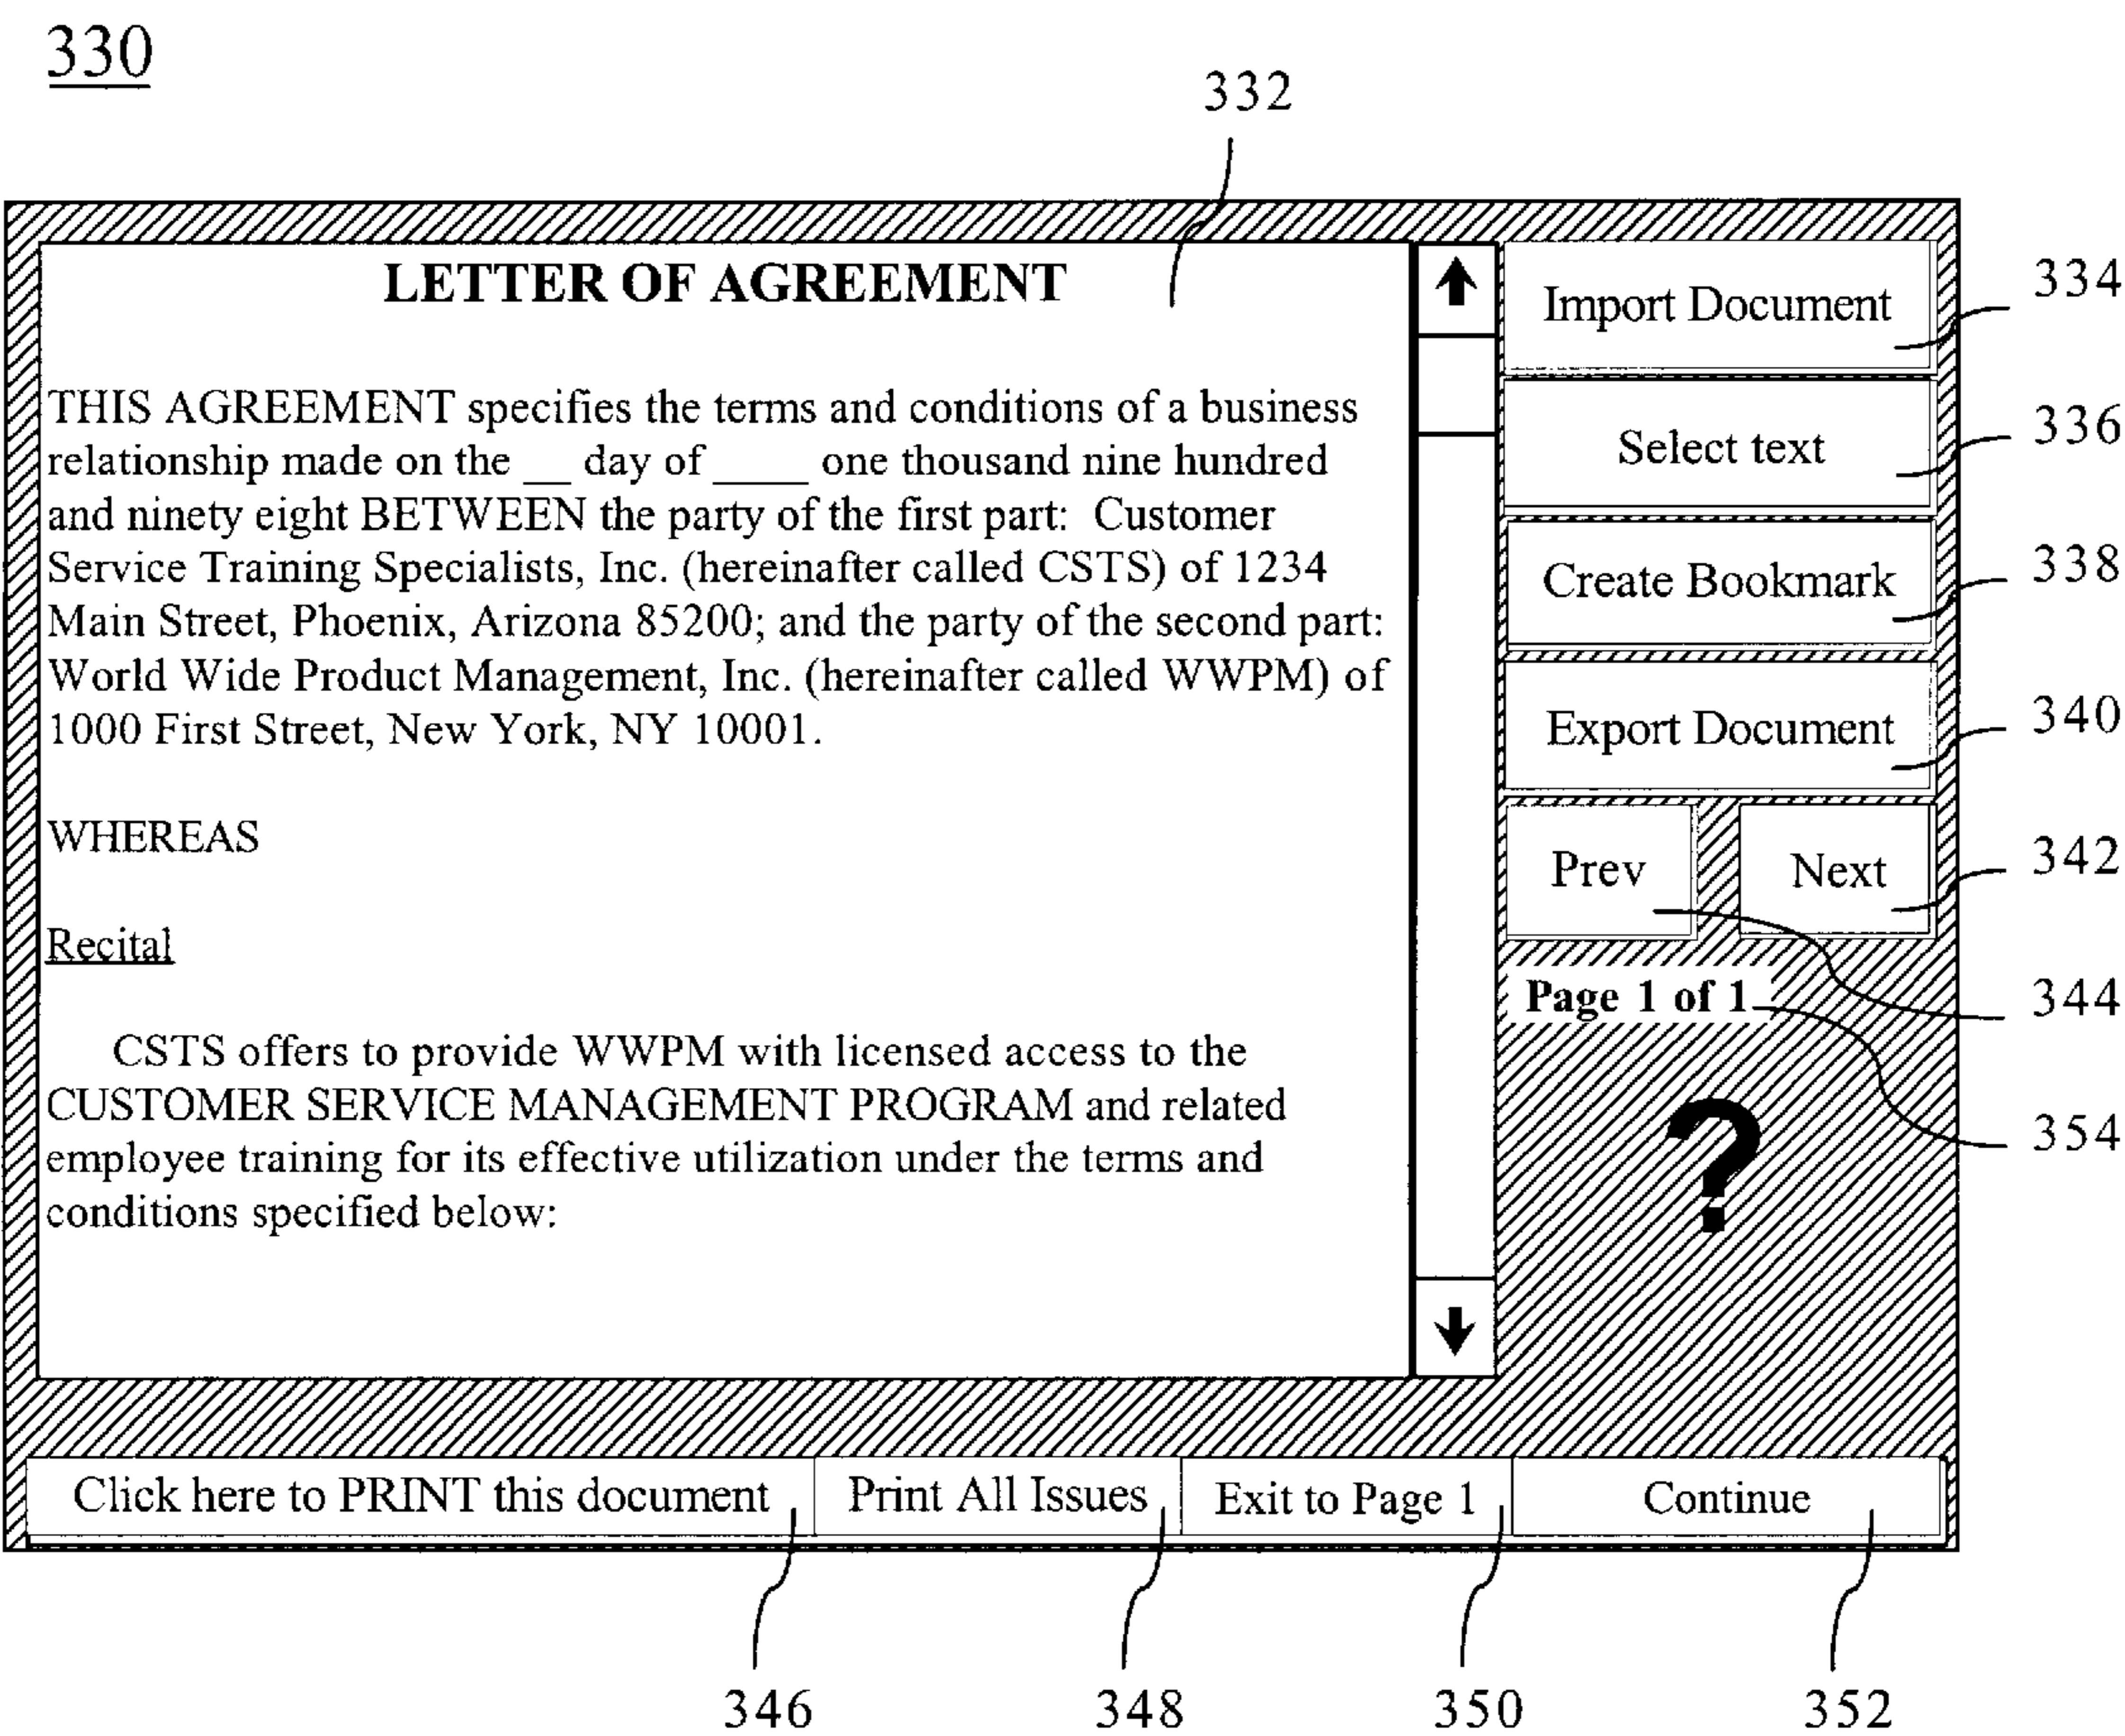 330
332
LETTER OF AGREEMENT
THIS AGREEMENT specifies the terms and conditions of a business
relationship made on the __ day of ____ one thousand nine hundred
and ninety eight BETWEEN the party of the first part: Customer
Service Training Specialists, Inc. (hereinafter called CSTS) of 1234
Main Street, Phoenix, Arizona 85200; and the party of the second part:
World Wide Product Management, Inc. (hereinafter called WWPM) of
1000 First Street, New York, NY 10001.
WHEREAS
Recital
CSTS offers to provide WWPM with licensed access to the
CUSTOMER SERVICE MANAGEMENT PROGRAM and related
employee training for its effective utilization under the terms and
conditions specified below:
Import Document
334
Select text
336
Create Bookmark
338
Export Document
340
Prev
Next
342
344
Page 1 of 1
354
?
Click here to PRINT this document
Print All Issues
Exit to Page 1
Continue
346
348
350
352